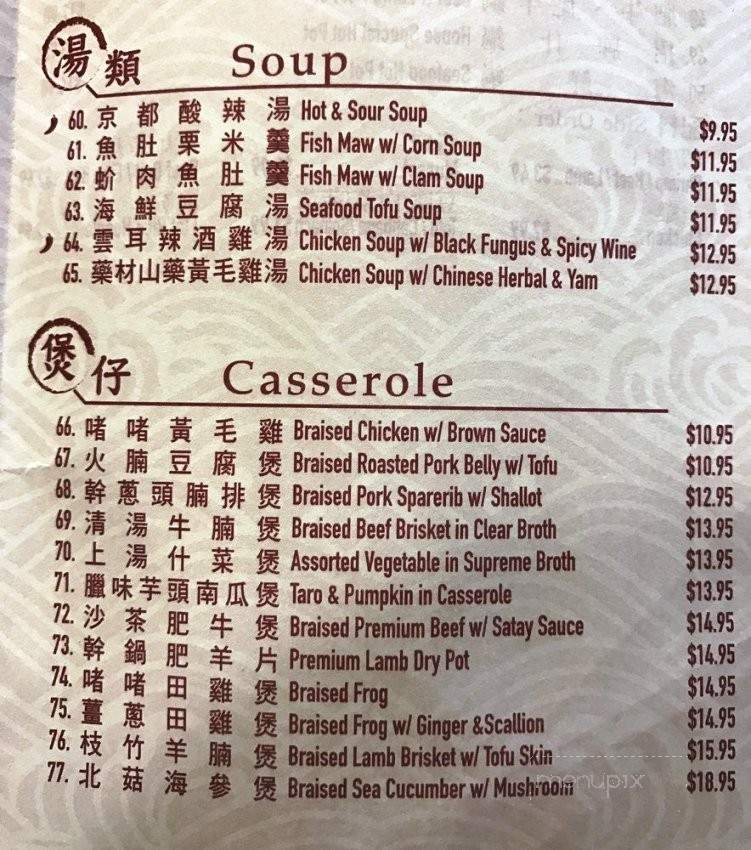 湯類 Soup
60. 京都酸辣湯 Hot & Sour Soup $9.95
61. 魚肚栗米羹 Fish Maw w/ Corn Soup $11.95
62. 蚧肉魚肚羹 Fish Maw w/ Clam Soup $11.95
63. 海鮮豆腐湯 Seafood Tofu Soup $11.95
64. 雲耳辣酒雞湯 Chicken Soup w/ Black Fungus & Spicy Wine $12.95
65. 藥材山藥黃毛雞湯 Chicken Soup w/ Chinese Herbal & Yam $12.95
煲仔 Casserole
66. 啫啫黃毛雞 Braised Chicken w/ Brown Sauce $10.95
67. 火腩豆腐煲 Braised Roasted Pork Belly w/ Tofu $10.95
68. 幹蔥頭腩排煲 Braised Pork Sparerib w/ Shallot $12.95
69. 清湯牛腩煲 Braised Beef Brisket in Clear Broth $13.95
70. 上湯什菜煲 Assorted Vegetable in Supreme Broth $13.95
71. 臘味芋頭南瓜煲 Taro & Pumpkin in Casserole $13.95
72. 沙茶肥牛煲 Braised Premium Beef w/ Satay Sauce $14.95
73. 幹鍋肥羊片 Premium Lamb Dry Pot $14.95
74. 啫啫田雞煲 Braised Frog $14.95
75. 薑蔥田雞煲 Braised Frog w/ Ginger &Scallion $14.95
76. 枝竹羊腩煲 Braised Lamb Brisket w/ Tofu Skin $15.95
77. 北菇海參煲 Braised Sea Cucumber w/ Mushroom $18.95
menupix